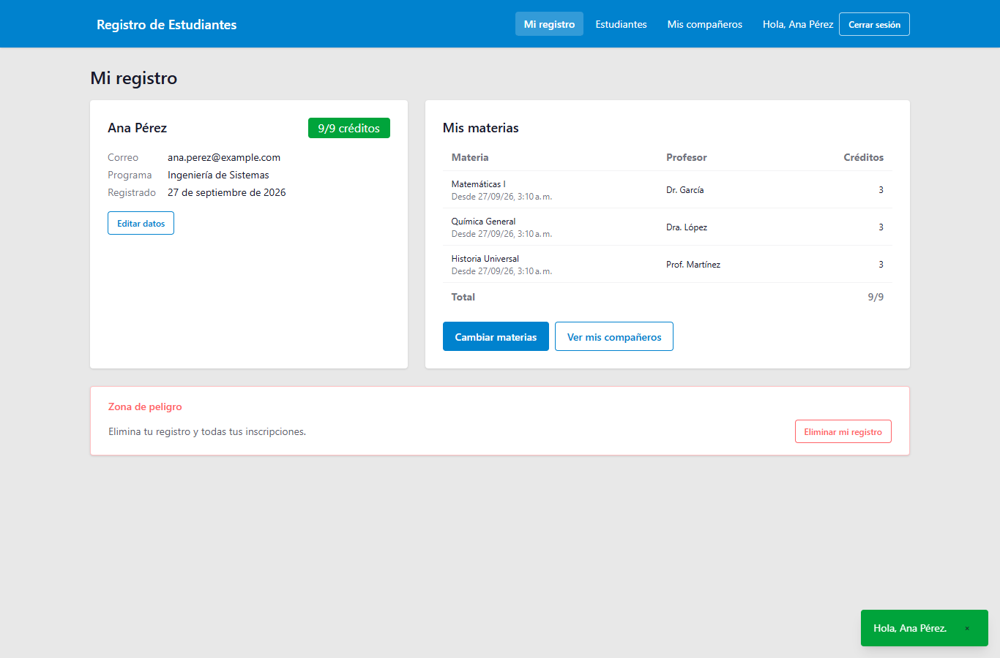 Registro de Estudiantes
Mi registro
Estudiantes
Mis compañeros
Hola, Ana Pérez
Cerrar sesión
Mi registro
Ana Pérez
9/9 créditos
Correo ana.perez@example.com
Programa Ingeniería de Sistemas
Registrado 27 de septiembre de 2026
Editar datos
Mis materias
Materia Profesor Créditos
Matemáticas I
Desde 27/09/26, 3:10 a. m.
Dr. García 3
Química General
Desde 27/09/26, 3:10 a. m.
Dra. López 3
Historia Universal
Desde 27/09/26, 3:10 a. m.
Prof. Martínez 3
Total 9/9
Cambiar materias
Ver mis compañeros
Zona de peligro
Elimina tu registro y todas tus inscripciones.
Eliminar mi registro
Hola, Ana Pérez. ×